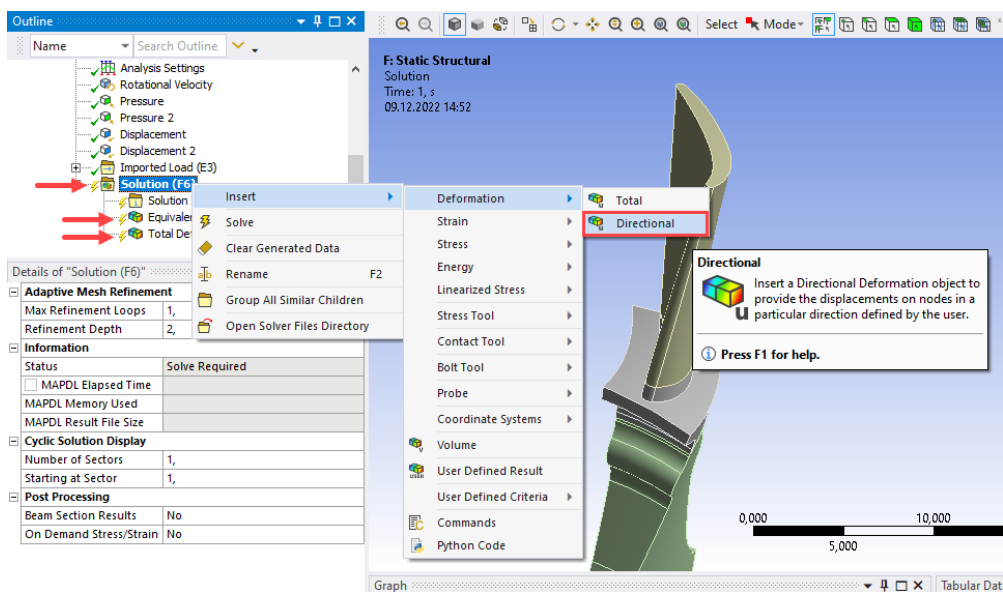 Outline
Name
Search Outline
Analysis Settings
Rotational Velocity
Pressure
Pressure 2
Displacement
Displacement 2
Imported Load (E3)
Solution (F6)
Solution
Equivalen
Total De
Details of "Solution (F6)"
Adaptive Mesh Refinement
Max Refinement Loops 1,
Refinement Depth 2,
Information
Status Solve Required
MAPDL Elapsed Time
MAPDL Memory Used
MAPDL Result File Size
Cyclic Solution Display
Number of Sectors 1,
Starting at Sector 1,
Post Processing
Beam Section Results No
On Demand Stress/Strain No
Insert
Solve
Clear Generated Data
Rename F2
Group All Similar Children
Open Solver Files Directory
Deformation
Strain
Stress
Energy
Linearized Stress
Stress Tool
Contact Tool
Bolt Tool
Probe
Coordinate Systems
Volume
User Defined Result
User Defined Criteria
Commands
Python Code
Total
Directional
Directional
Insert a Directional Deformation object to
provide the displacements on nodes in a
particular direction defined by the user.
Press F1 for help.
Select Mode
F: Static Structural
Solution
Time: 1, s
09.12.2022 14:52
0,000 10,000
5,000
Graph
Tabular Dat